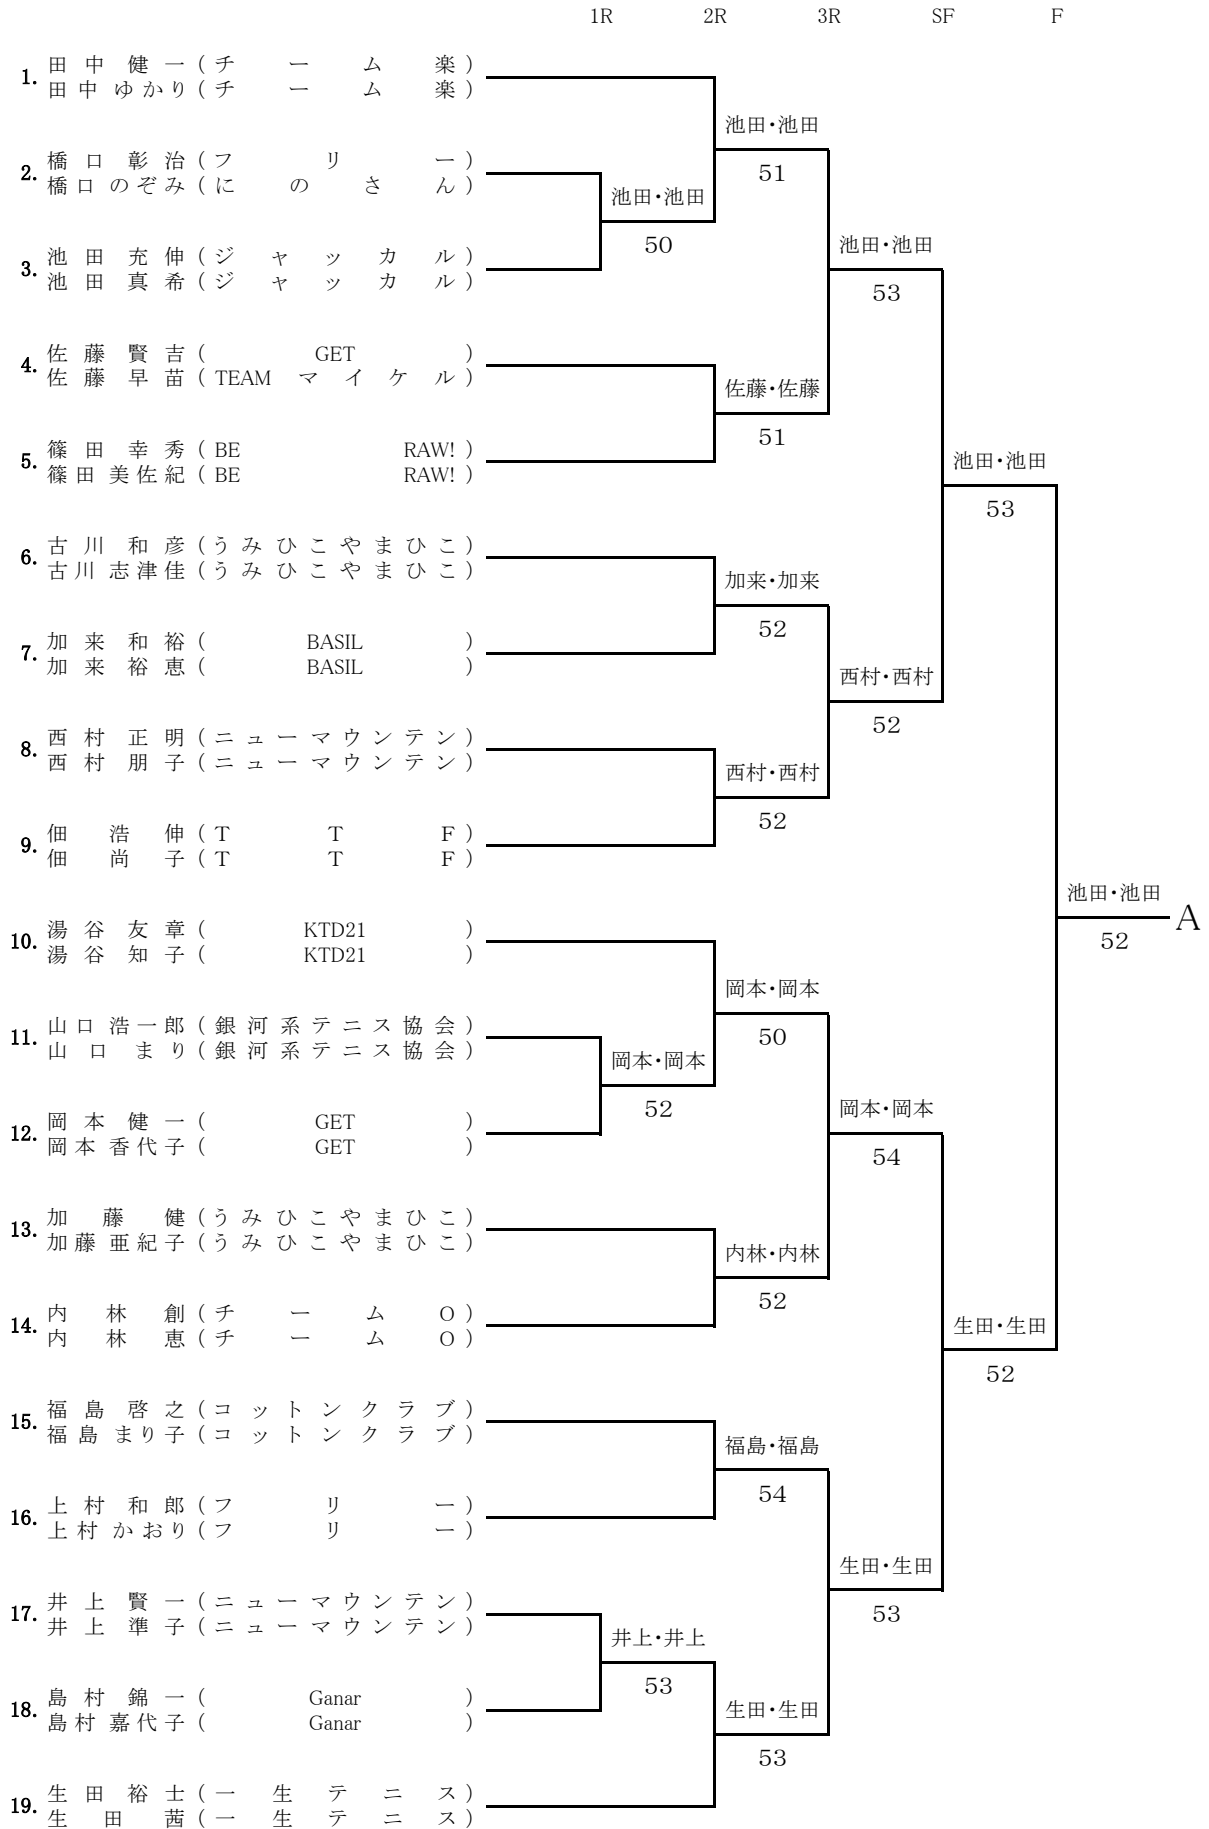 1R 2R 3R SF F
1. 田中健一(チーム楽)
田中ゆかり(チーム楽)
池田・池田
51
2. 橋口彰治(フリー)
橋口のぞみ(にのさん)
池田・池田
50
3. 池田充伸(ジャッカル)
池田真希(ジャッカル)
池田・池田
53
4. 佐藤賢吉(GET)
佐藤早苗(TEAMマイケル)
佐藤・佐藤
51
5. 篠田幸秀(BE RAW!)
篠田美佐紀(BE RAW!)
池田・池田
53
6. 古川和彦(うみひこやまひこ)
古川志津佳(うみひこやまひこ)
加来・加来
52
7. 加来和裕(BASIL)
加来裕恵(BASIL)
西村・西村
52
8. 西村正明(ニューマウンテン)
西村朋子(ニューマウンテン)
西村・西村
52
9. 佃浩伸(TTF)
佃尚子(TTF)
池田・池田
A
52
10. 湯谷友章(KTD21)
湯谷知子(KTD21)
岡本・岡本
50
11. 山口浩一郎(銀河系テニス協会)
山口まり(銀河系テニス協会)
岡本・岡本
52
12. 岡本健一(GET)
岡本香代子(GET)
岡本・岡本
54
13. 加藤健(うみひこやまひこ)
加藤亜紀子(うみひこやまひこ)
内林・内林
52
14. 内林創(チームO)
内林恵(チームO)
生田・生田
52
15. 福島啓之(コットンクラブ)
福島まり子(コットンクラブ)
福島・福島
54
16. 上村和郎(フリー)
上村かおり(フリー)
生田・生田
53
17. 井上賢一(ニューマウンテン)
井上準子(ニューマウンテン)
井上・井上
53
18. 島村錦一(Ganar)
島村嘉代子(Ganar)
生田・生田
53
19. 生田裕士(一生テニス)
生田茜(一生テニス)